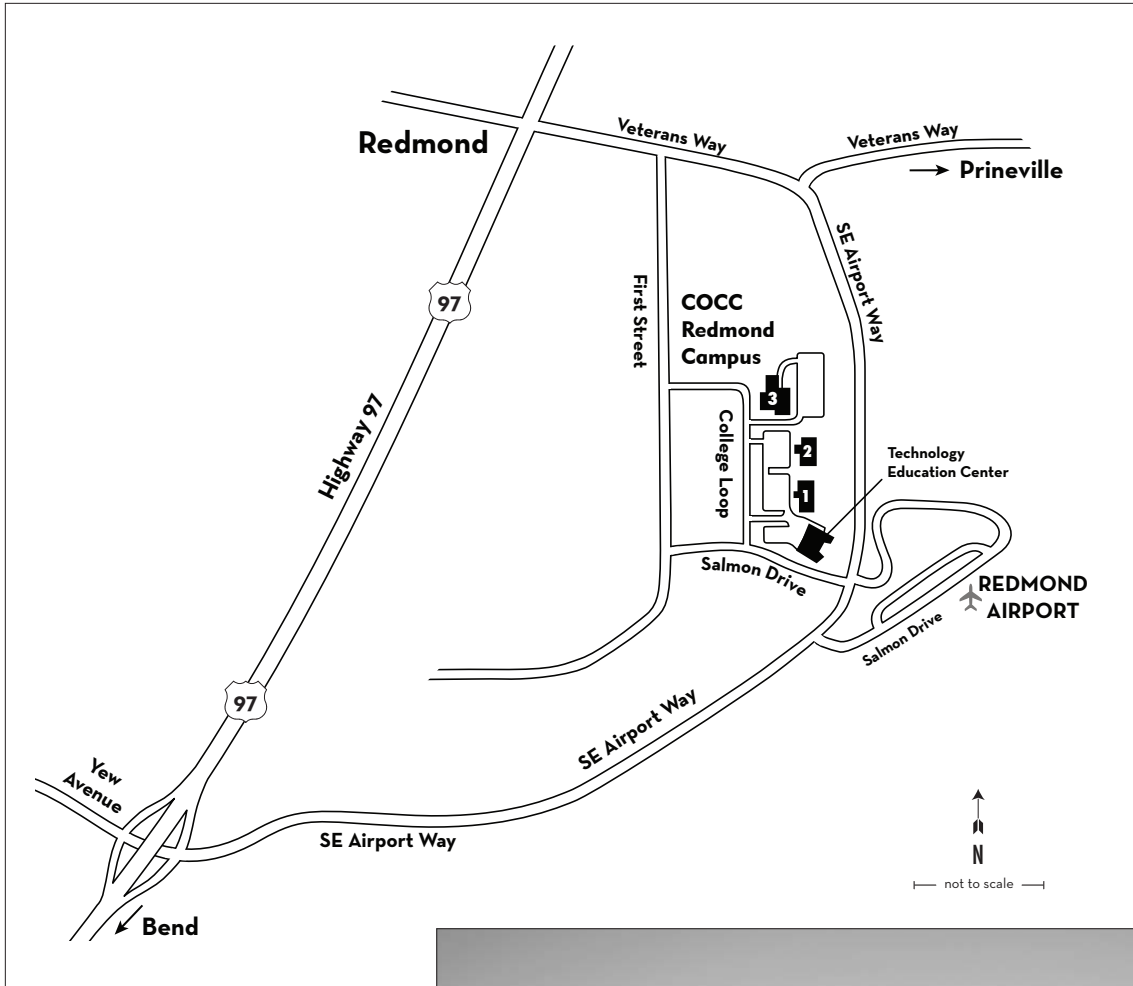 Redmond
Veterans Way
Veterans Way
Prineville
SE Airport Way
97
First Street
COCC
Redmond
Campus
3
Highway 97
College Loop
2
Technology
Education Center
1
Salmon Drive
REDMOND
AIRPORT
Salmon Drive
97
SE Airport Way
Yew
Avenue
SE Airport Way
N
not to scale
Bend